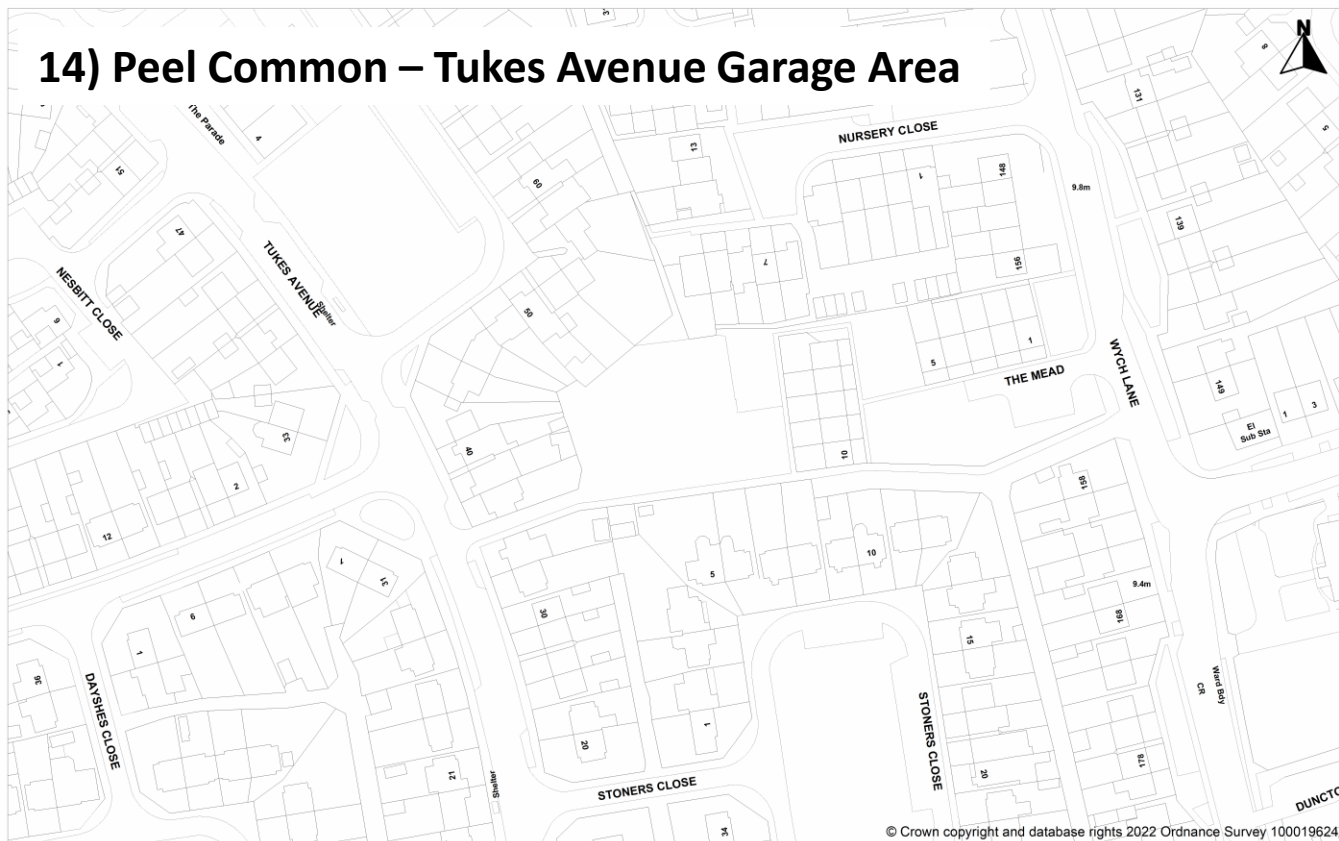 14) Peel Common – Tukes Avenue Garage Area
N
The Parade
4
51
47
60
13
NURSERY CLOSE
1
148
9.8m
131
8
5
139
TUKES AVENUE
Shelter
NESBITT CLOSE
9
1
50
7
156
33
40
5
1
THE MEAD
WYCH LANE
149
El
Sub Sta
1
3
2
12
10
158
1
31
5
10
9.4m
30
6
1
15
168
36
DAYSHES CLOSE
20
1
STONERS CLOSE
Ward Bdy
CR
21
Shelter
STONERS CLOSE
20
178
34
© Crown copyright and database rights 2022 Ordnance Survey 100019624